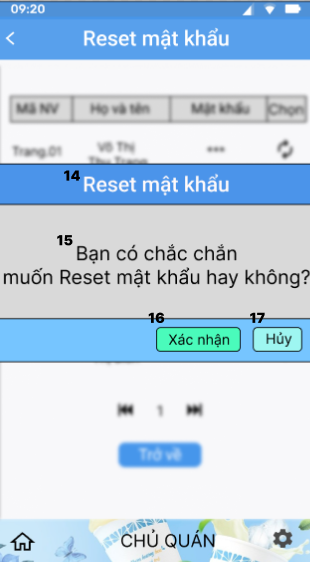 09:20
Reset mật khẩu
Mã NV Họ và tên Mật khẩu Chọn
Trang.01 Võ Thị ***
Thu Trang
14 Reset mật khẩu
15 Bạn có chắc chắn
muốn Reset mật khẩu hay không?
16 17
Xác nhận Hủy
1
Trở về
CHỦ QUÁN